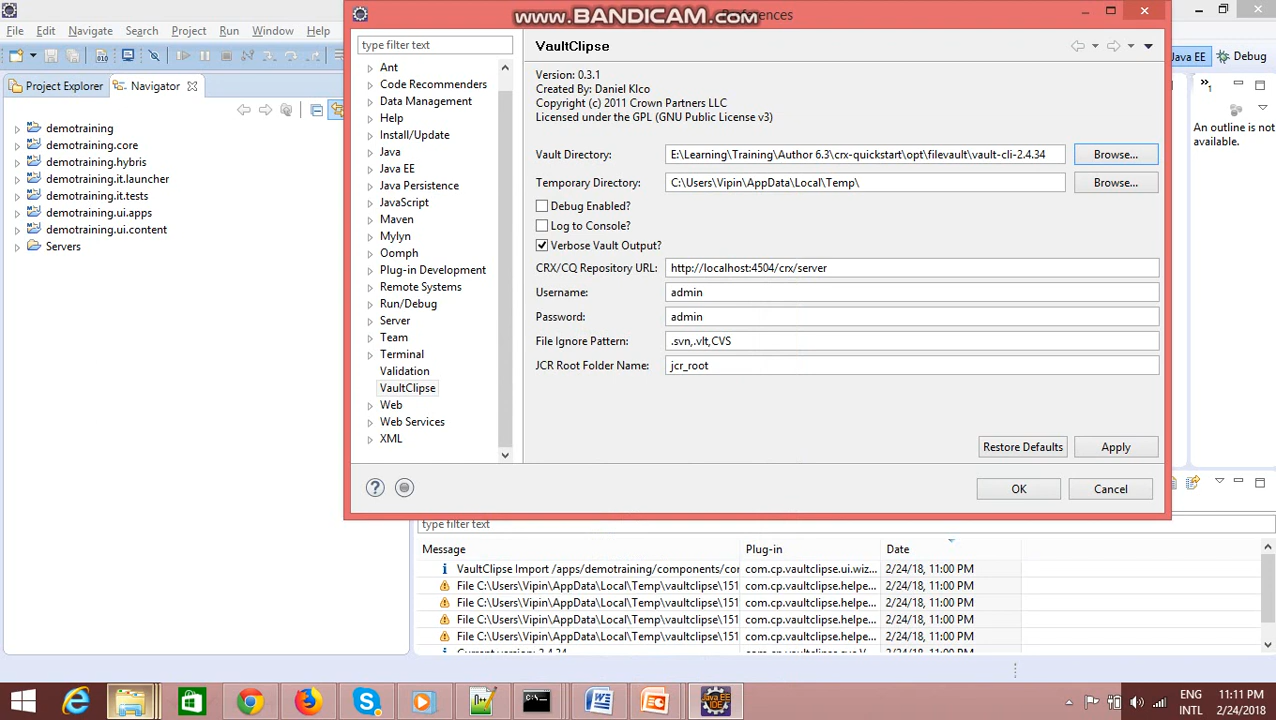 www.BANDICAM.com
Preferences
File Edit Navigate Search Project Run Window Help
Java EE Debug
Project Explorer Navigator
demotraining
demotraining.core
demotraining.hybris
demotraining.it.launcher
demotraining.it.tests
demotraining.ui.apps
demotraining.ui.content
Servers
type filter text
Ant
Code Recommenders
Data Management
Help
Install/Update
Java
Java EE
Java Persistence
JavaScript
Maven
Mylyn
Oomph
Plug-in Development
Remote Systems
Run/Debug
Server
Team
Terminal
Validation
VaultClipse
Web
Web Services
XML
VaultClipse
Version: 0.3.1
Created By: Daniel Klco
Copyright (c) 2011 Crown Partners LLC
Licensed under the GPL (GNU Public License v3)
Vault Directory: E:\Learning\Training\Author 6.3\crx-quickstart\opt\filevault\vault-cli-2.4.34 Browse...
Temporary Directory: C:\Users\Vipin\AppData\Local\Temp\ Browse...
Debug Enabled?
Log to Console?
Verbose Vault Output?
CRX/CQ Repository URL: http://localhost:4504/crx/server
Username: admin
Password: admin
File Ignore Pattern: .svn,.vlt,CVS
JCR Root Folder Name: jcr_root
Restore Defaults Apply
OK Cancel
An outline is not
available.
type filter text
Message Plug-in Date
VaultClipse Import /apps/demotraining/components/cor com.cp.vaultclipse.ui.wiz... 2/24/18, 11:00 PM
File C:\Users\Vipin\AppData\Local\Temp\vaultclipse\151 com.cp.vaultclipse.helpe... 2/24/18, 11:00 PM
File C:\Users\Vipin\AppData\Local\Temp\vaultclipse\151 com.cp.vaultclipse.helpe... 2/24/18, 11:00 PM
File C:\Users\Vipin\AppData\Local\Temp\vaultclipse\151 com.cp.vaultclipse.helpe... 2/24/18, 11:00 PM
File C:\Users\Vipin\AppData\Local\Temp\vaultclipse\151 com.cp.vaultclipse.helpe... 2/24/18, 11:00 PM
ENG 11:11 PM
INTL 2/24/2018